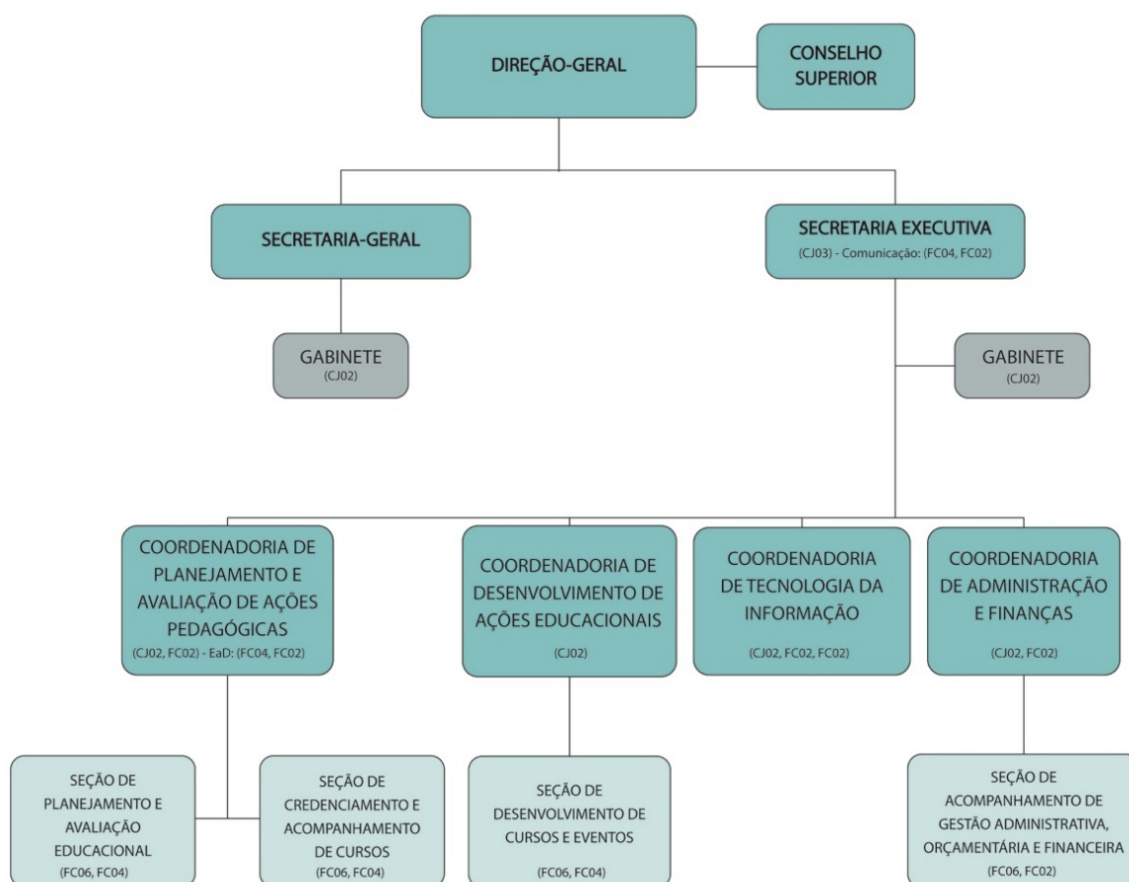 DIREÇÃO-GERAL
CONSELHO
SUPERIOR
SECRETARIA-GERAL
SECRETARIA EXECUTIVA
(CJ03) - Comunicação: (FC04, FC02)
GABINETE
(CJ02)
GABINETE
(CJ02)
COORDENADORIA DE
PLANEJAMENTO E
AVALIAÇÃO DE AÇÕES
PEDAGÓGICAS
(CJ02, FC02) - EaD: (FC04, FC02)
COORDENADORIA DE
DESENVOLVIMENTO DE
AÇÕES EDUCACIONAIS
(CJ02)
COORDENADORIA
DE TECNOLOGIA DA
INFORMAÇÃO
(CJ02, FC02, FC02)
COORDENADORIA
DE ADMINISTRAÇÃO
E FINANÇAS
(CJ02, FC02)
SEÇÃO DE
PLANEJAMENTO E
AVALIAÇÃO
EDUCACIONAL
(FC06, FC04)
SEÇÃO DE
CREDENCIAMENTO E
ACOMPANHAMENTO
DE CURSOS
(FC06, FC04)
SEÇÃO DE
DESENVOLVIMENTO DE
CURSOS E EVENTOS
(FC06, FC04)
SEÇÃO DE
ACOMPANHAMENTO DE
GESTÃO ADMINISTRATIVA,
ORÇAMENTÁRIA E FINANCEIRA
(FC06, FC02)